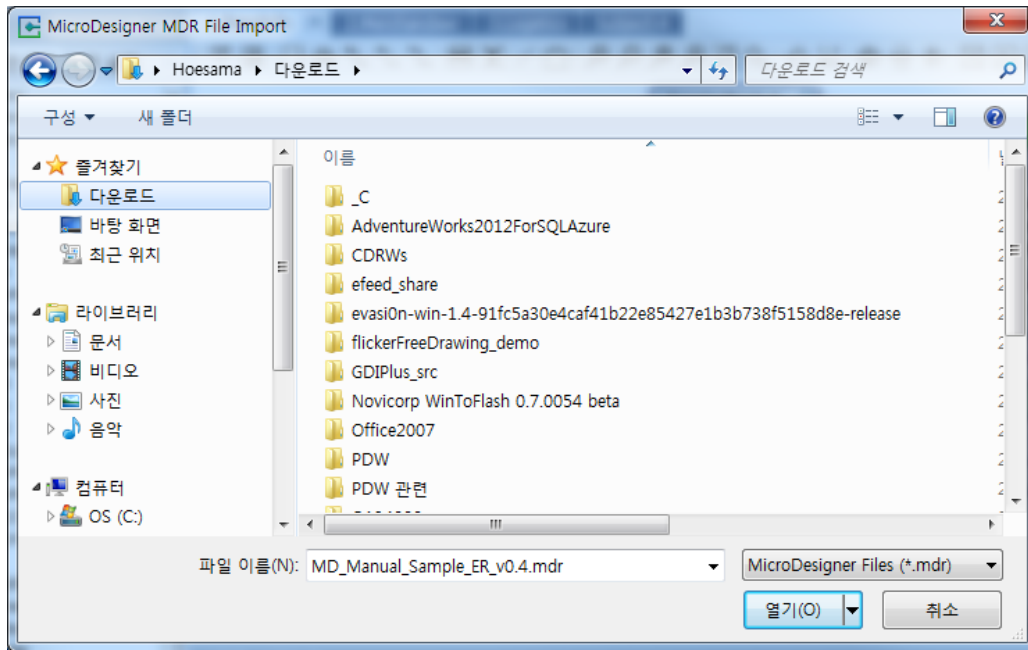 MicroDesigner MDR File Import
Hoesama 다운로드
다운로드 검색
구성 새 폴더
즐겨찾기
다운로드
바탕 화면
최근 위치
라이브러리
문서
비디오
사진
음악
컴퓨터
OS (C:)
이름
_C
AdventureWorks2012ForSQLAzure
CDRWs
efeed_share
evasi0n-win-1.4-91fc5a30e4caf41b22e85427e1b3b738f5158d8e-release
flickerFreeDrawing_demo
GDIPlus_src
Novicorp WinToFlash 0.7.0054 beta
Office2007
PDW
PDW 관련
파일 이름(N): MD_Manual_Sample_ER_v0.4.mdr
MicroDesigner Files (*.mdr)
열기(O) 취소